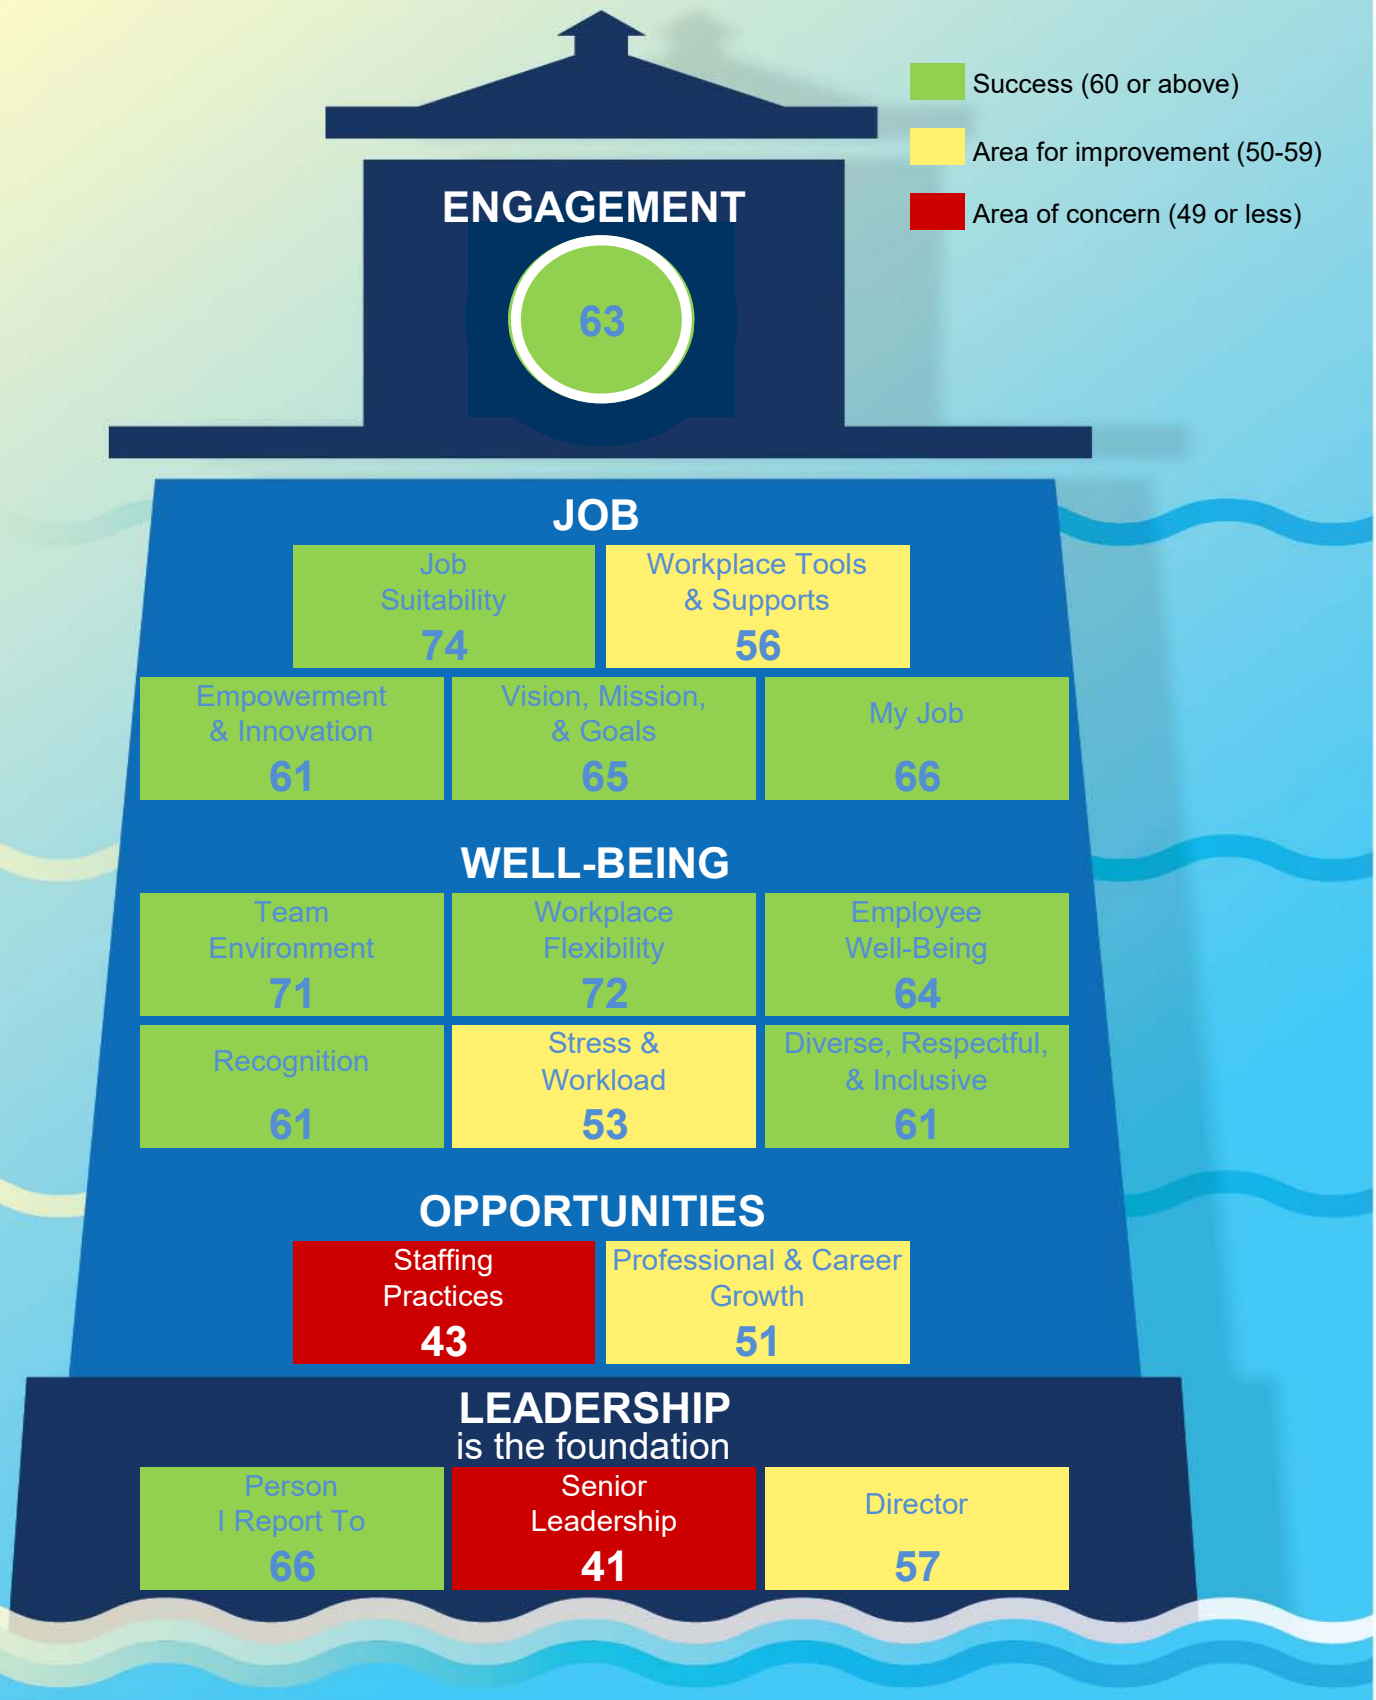 Success (60 or above)
Area for improvement (50-59)
Area of concern (49 or less)
ENGAGEMENT
63
JOB
Job
Suitability
74
Workplace Tools
& Supports
56
Empowerment
& Innovation
61
Vision, Mission,
& Goals
65
My Job
66
WELL-BEING
Team
Environment
71
Workplace
Flexibility
72
Employee
Well-Being
64
Recognition
61
Stress &
Workload
53
Diverse, Respectful,
& Inclusive
61
OPPORTUNITIES
Staffing
Practices
43
Professional & Career
Growth
51
LEADERSHIP
is the foundation
Person
I Report To
66
Senior
Leadership
41
Director
57